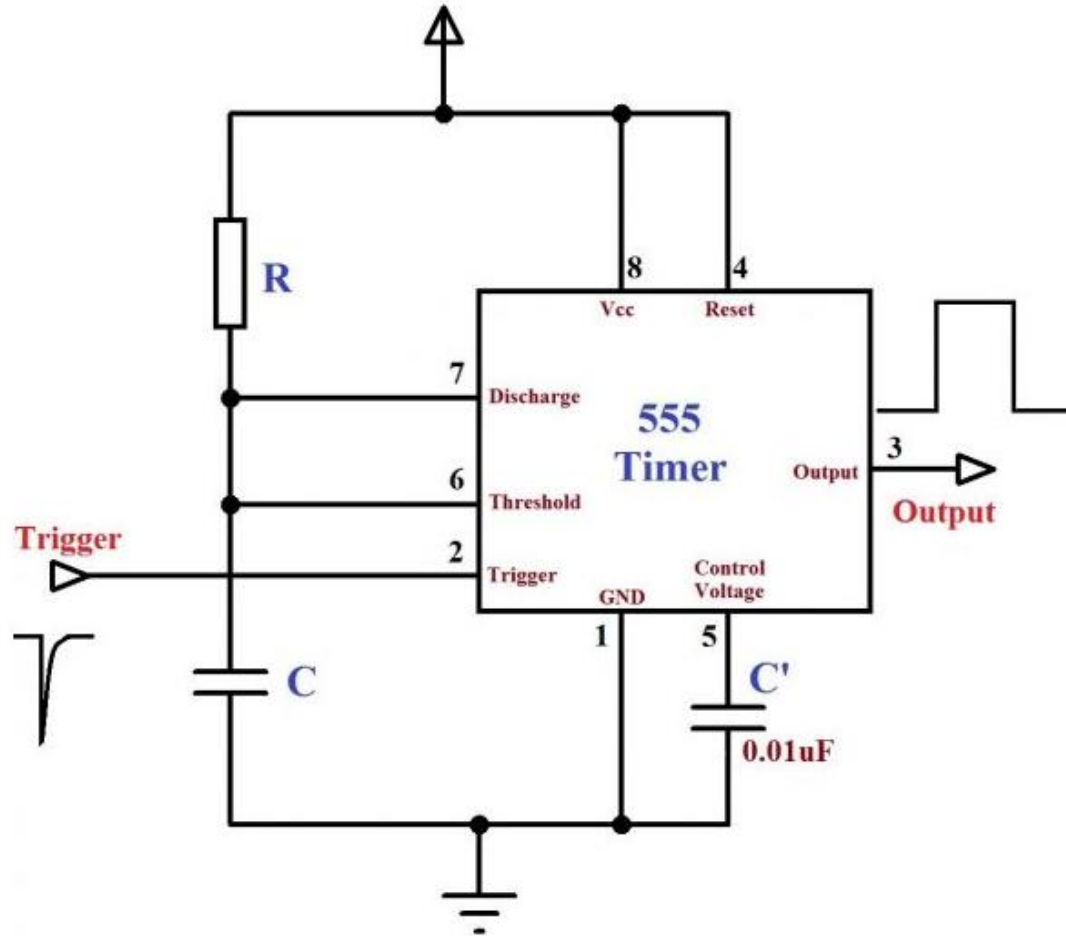 R
8
4
Vcc
Reset
7
Discharge
555
Timer
3
Output
6
Threshold
Output
Trigger
2
Trigger
Control
Voltage
GND
1
5
C
C'
0.01uF